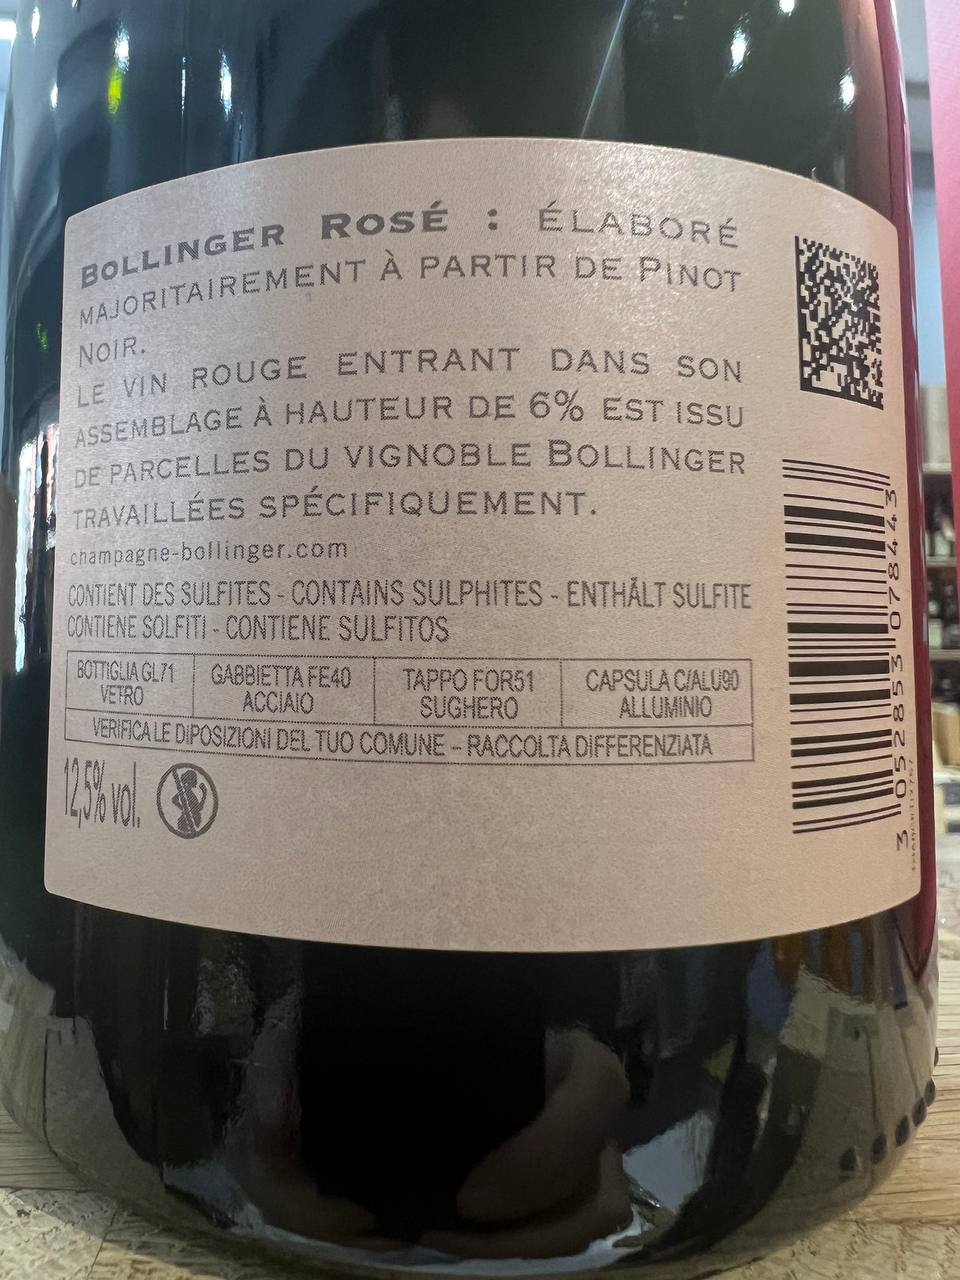 BOLLINGER ROSÉ : ÉLABORÉ
MAJORITAIREMENT À PARTIR DE PINOT
NOIR.
LE VIN ROUGE ENTRANT DANS SON
ASSEMBLAGE À HAUTEUR DE 6% EST ISSU
DE PARCELLES DU VIGNOBLE BOLLINGER
TRAVAILLÉES SPÉCIFIQUEMENT.
champagne-bollinger.com
CONTIENT DES SULFITES - CONTAINS SULPHITES - ENTHÄLT SULFITE
CONTIENE SOLFITI - CONTIENE SULFITOS
BOTTIGLIA GL71 GABBIETTA FE40 TAPPO FOR51 CAPSULA C/ALU90
VETRO ACCIAIO SUGHERO ALLUMINIO
VERIFICA LE DIPOSIZIONI DEL TUO COMUNE - RACCOLTA DIFFERENZIATA
12,5% vol.
3 052853 078443